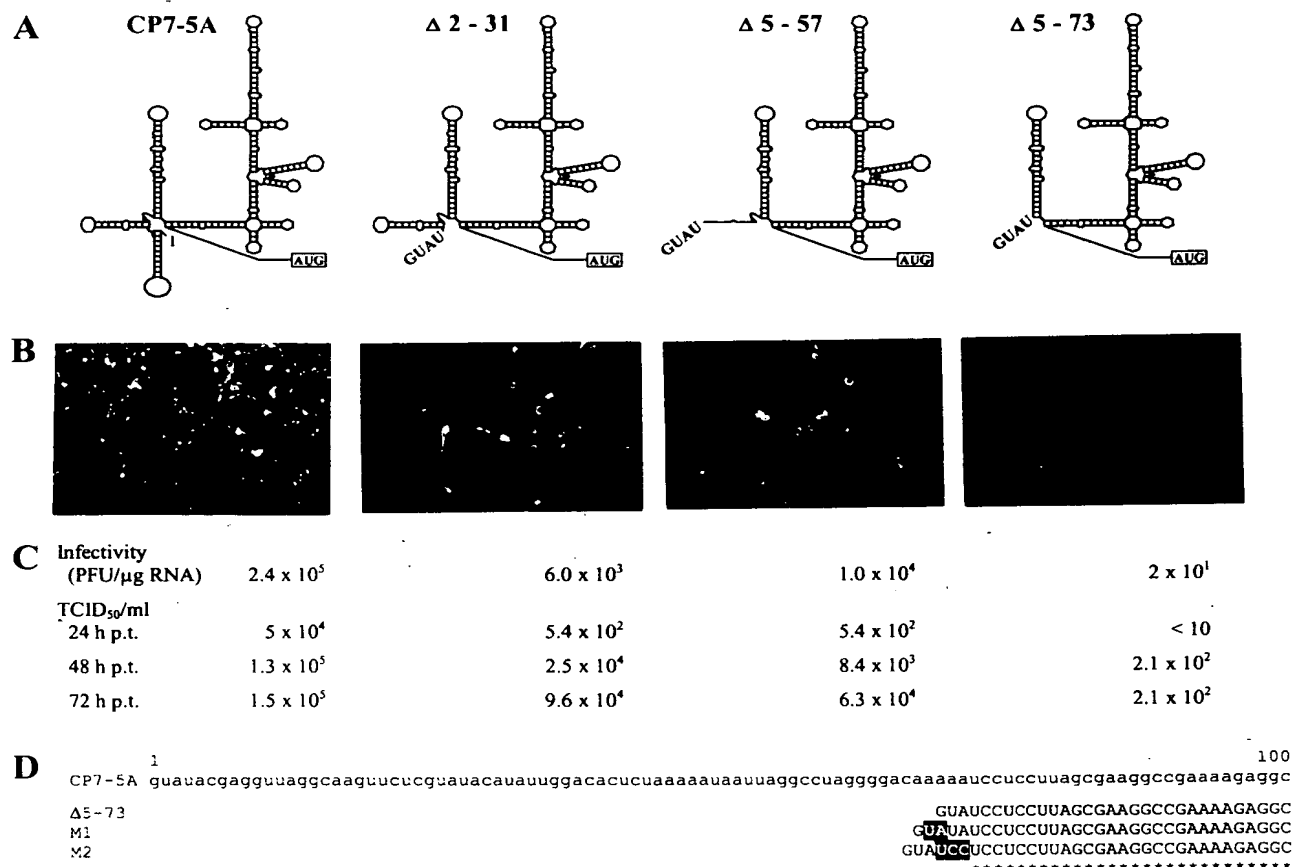 A CP7-5A Δ 2 - 31 Δ 5 - 57 Δ 5 - 73
1 AUG GUAU AUG GUAU AUG GUAU AUG
B
C Infectivity
(PFU/µg RNA) 2.4 x 10⁵ 6.0 x 10³ 1.0 x 10⁴ 2 x 10¹
TCID₅₀/ml
24 h p.t. 5 x 10⁴ 5.4 x 10² 5.4 x 10² < 10
48 h p.t. 1.3 x 10⁵ 2.5 x 10⁴ 8.4 x 10³ 2.1 x 10²
72 h p.t. 1.5 x 10⁵ 9.6 x 10⁴ 6.3 x 10⁴ 2.1 x 10²
D 1 100
CP7-5A guauacgagguuaggcaaguucucguauacauauuggacacucuaaaaauaauuaggccuaggggacaaaaauccuccuuagcgaaggccgaaaagaggc
Δ5-73 GUAUCCUCCUUAGCGAAGGCCGAAAAGAGGC
M1 GUAUAUCCUCCUUAGCGAAGGCCGAAAAGAGGC
M2 GUAUCCUCCUCCUUAGCGAAGGCCGAAAAGAGGC
****************************